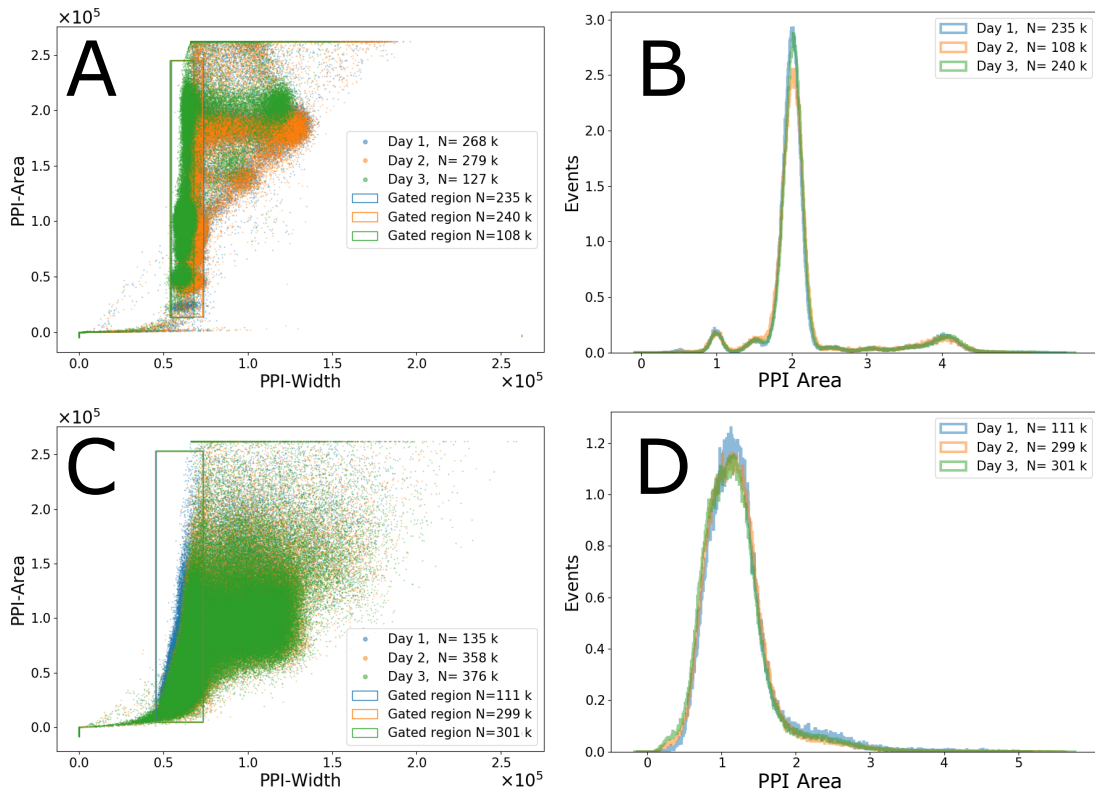 ×10⁵
A
2.5
2.0
1.5
1.0
0.5
0.0
PPI-Area
Day 1, N= 268 k
Day 2, N= 279 k
Day 3, N= 127 k
Gated region N=235 k
Gated region N=240 k
Gated region N=108 k
0.0 0.5 1.0 1.5 2.0 2.5
PPI-Width
×10⁵
B
3.0
2.5
2.0
1.5
1.0
0.5
0.0
Events
Day 1, N= 235 k
Day 2, N= 108 k
Day 3, N= 240 k
0 1 2 3 4
PPI Area
×10⁵
C
2.5
2.0
1.5
1.0
0.5
0.0
PPI-Area
Day 1, N= 135 k
Day 2, N= 358 k
Day 3, N= 376 k
Gated region N=111 k
Gated region N=299 k
Gated region N=301 k
0.0 0.5 1.0 1.5 2.0 2.5
PPI-Width
×10⁵
D
1.2
1.0
0.8
0.6
0.4
0.2
0.0
Events
Day 1, N= 111 k
Day 2, N= 299 k
Day 3, N= 301 k
0 1 2 3 4 5
PPI Area